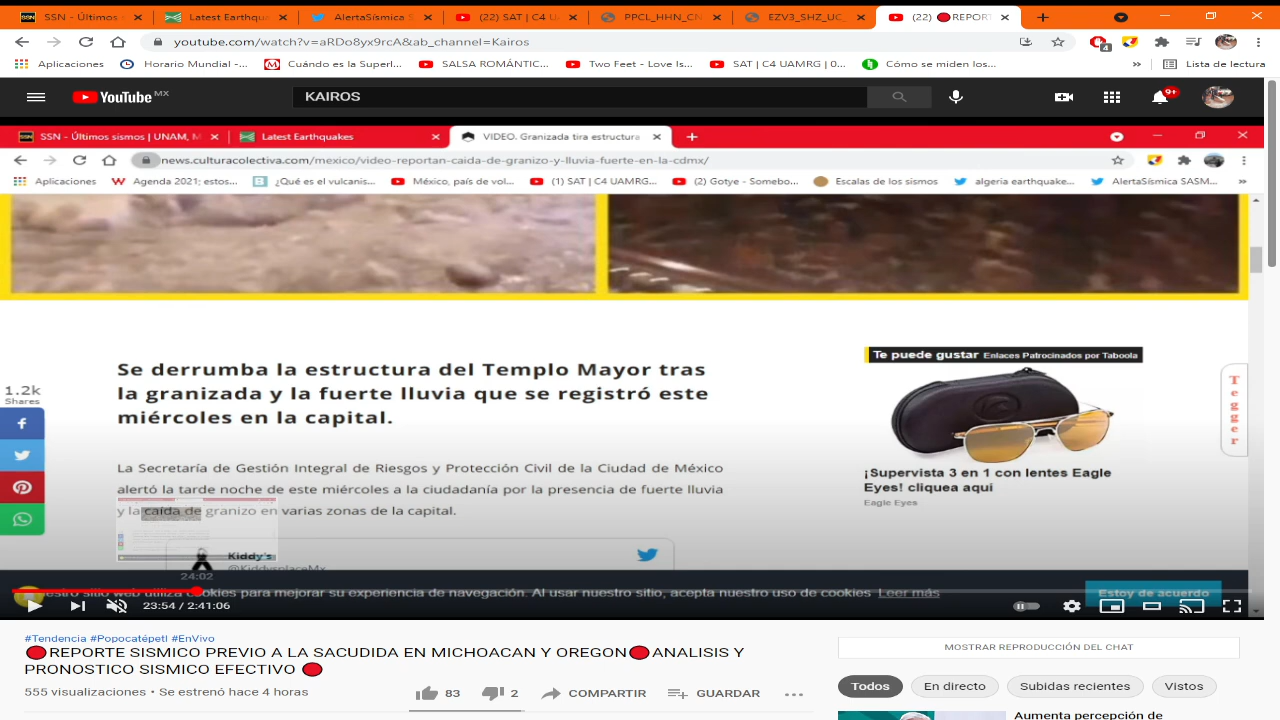 SSN - Últimos s
Latest Earthqu
AlertaSísmica S
(22) SAT | C4 U
PPCL_HHN_CN
EZV3_SHZ_UC_
(22) 🔴REPOR
youtube.com/watch?v=aRDo8yx9rcA&ab_channel=Kairos
4
Aplicaciones
Horario Mundial -...
Cuándo es la Superl...
SALSA ROMÁNTIC...
Two Feet - Love Is...
SAT | C4 UAMRG | 0...
Cómo se miden los...
»
Lista de lectura
YouTube MX
KAIROS
9+
SSN - Últimos sismos | UNAM, M
Latest Earthquakes
VIDEO. Granizada tira estructura
news.culturacolectiva.com/mexico/video-reportan-caida-de-granizo-y-lluvia-fuerte-en-la-cdmx/
Aplicaciones
Agenda 2021; estos...
¿Qué es el vulcanis...
México, país de vol...
(1) SAT | C4 UAMRG...
(2) Gotye - Somebo...
Escalas de los sismos
algeria earthquake...
AlertaSísmica SASM...
»
Se derrumba la estructura del Templo Mayor tras
la granizada y la fuerte lluvia que se registró este
miércoles en la capital.
La Secretaría de Gestión Integral de Riesgos y Protección Civil de la Ciudad de México
alertó la tarde noche de este miércoles a la ciudadanía por la presencia de fuerte lluvia
y la caída de granizo en varias zonas de la capital.
1.2k
Shares
Te puede gustar Enlaces Patrocinados por Taboola
¡Supervista 3 en 1 con lentes Eagle
Eyes! cliquea aquí
Eagle Eyes
Tegger
Kiddy's
@KiddysplaceMx
24:02
estro sitio web utiliza cookies para mejorar su experiencia de navegación. Al usar nuestro sitio, acepta nuestro uso de cookies Leer más
Estoy de acuerdo
23:54 / 2:41:06
#Tendencia #Popocatépetl #EnVivo
🔴REPORTE SISMICO PREVIO A LA SACUDIDA EN MICHOACAN Y OREGON🔴ANALISIS Y
PRONOSTICO SISMICO EFECTIVO 🔴
555 visualizaciones • Se estrenó hace 4 horas
83
2
COMPARTIR
GUARDAR
MOSTRAR REPRODUCCIÓN DEL CHAT
Todos
En directo
Subidas recientes
Vistos
Aumenta percepción de